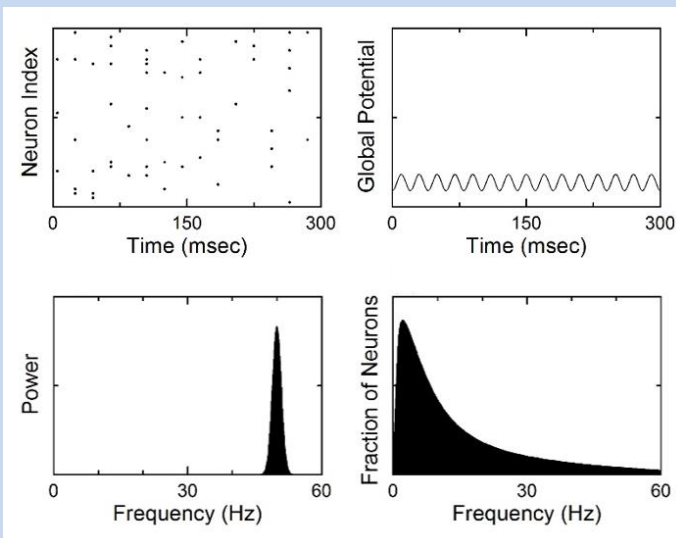 Neuron Index
0 150 300
Time (msec)
Global Potential
0 150 300
Time (msec)
Power
0 30 60
Frequency (Hz)
Fraction of Neurons
0 30 60
Frequency (Hz)